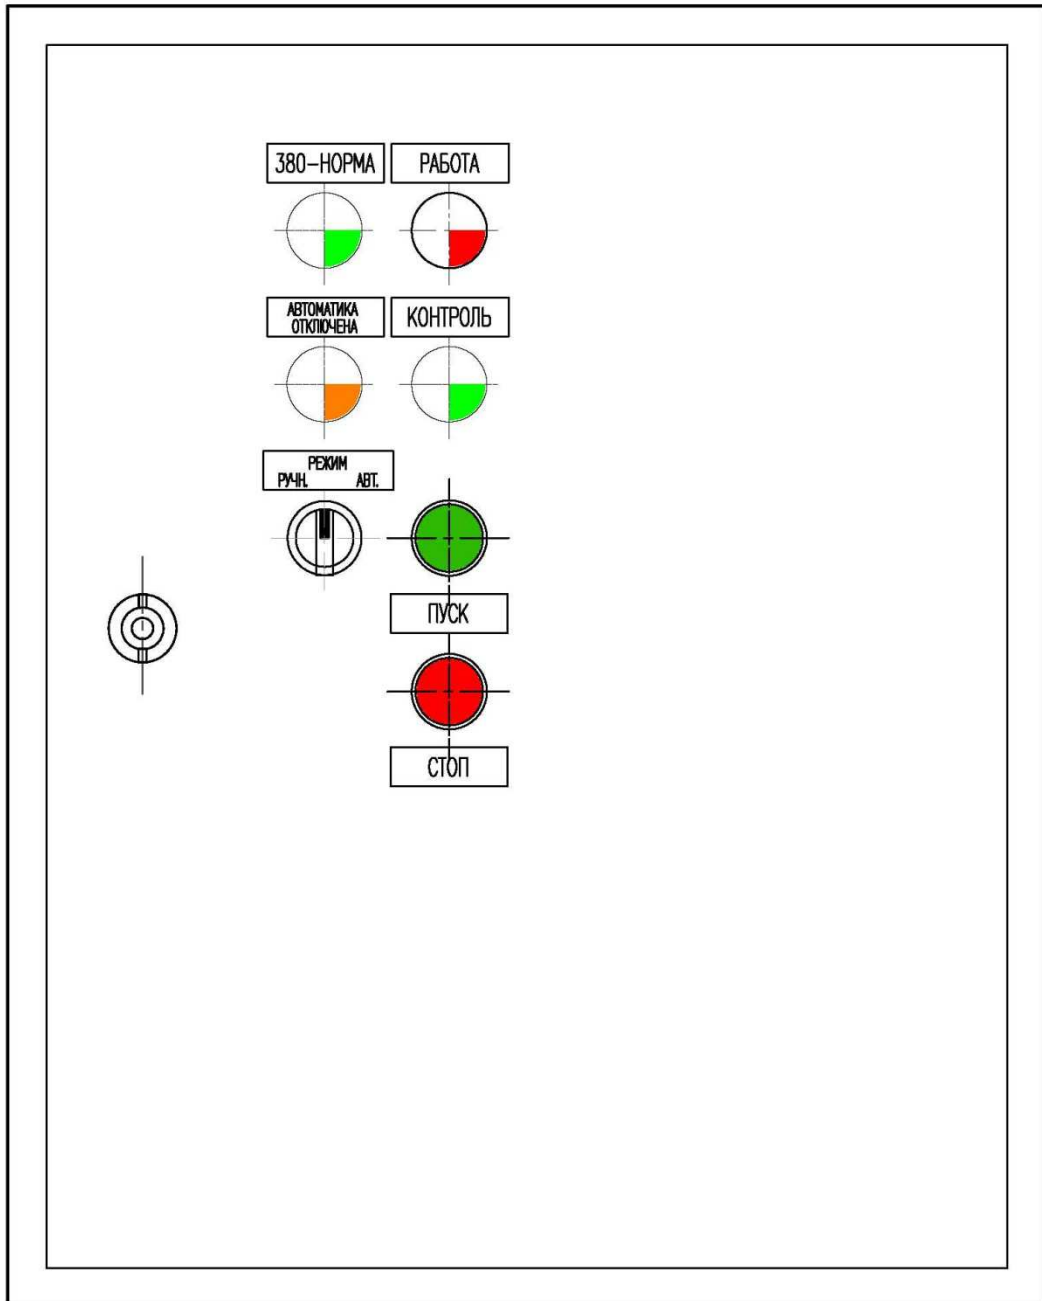 380-НОРМА
РАБОТА
АВТОМАТИКА
ОТКЛЮЧЕНА
КОНТРОЛЬ
РЕЖИМ
РУЧН. АВТ.
ПУСК
СТОП